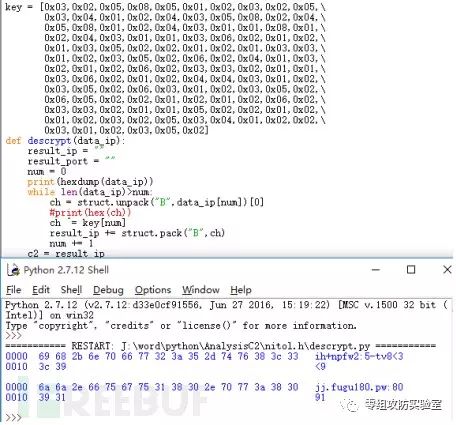 key = [0x03,0x02,0x05,0x08,0x05,0x01,0x02,0x03,0x02,0x05,\
0x03,0x04,0x01,0x02,0x04,0x03,0x05,0x08,0x02,0x04,\
0x05,0x08,0x01,0x02,0x04,0x03,0x01,0x01,0x08,0x01,\
0x02,0x01,0x02,0x04,0x01,0x03,0x06,0x02,0x01,0x02,\
0x01,0x03,0x02,0x05,0x01,0x03,0x01,0x02,0x03,0x01,\
0x01,0x02,0x05,0x03,0x05,0x06,0x02,0x01,0x02,0x06,\
0x02,0x01,0x02,0x06,0x03,0x03,0x02,0x03,0x01,0x01,\
0x03,0x06,0x02,0x01,0x02,0x04,0x04,0x03,0x01,0x02,\
0x03,0x05,0x02,0x06,0x03,0x01,0x02,0x03,0x05,0x02,\
0x06,0x05,0x02,0x02,0x03,0x06,0x01,0x02,0x02,0x06,\
0x03,0x03,0x02,0x01,0x02,0x01,0x01,0x02,0x05,0x02,\
0x01,0x02,0x02,0x03,0x05,0x03,0x04,0x01,0x02,0x02,\
0x03,0x01,0x02,0x03,0x05,0x02]
def descrypt(data_ip):
result_ip = ""
result_port = ""
num = 0
print(hexdump(data_ip))
while len(data_ip)>num:
ch = struct.unpack("B",data_ip[num])[0]
#print(hex(ch))
ch ^= key[num]
result_ip += struct.pack("B",ch)
num += 1
c2 = result_ip
Python 2.7.12 Shell
File Edit Shell Debug Options Window Help
Python 2.7.12 (v2.7.12:d33e0cf91556, Jun 27 2016, 15:19:22) [MSC v.1500 32 bit (
Intel)] on win32
Type "copyright", "credits" or "license()" for more information.
>>>
=========== RESTART: J:\word\python\AnalysisC2\nitol.h\descrypt.py ===========
0000 69 68 2b 6e 70 66 77 32 3a 35 2d 74 76 38 3c 33 ih+npfw2:5-tv8<3
0010 3c 39 <9
0000 6a 6a 2e 66 75 67 75 31 38 30 2e 70 77 3a 38 30 jj.fugu180.pw:80
0010 39 31 91
>>>
REEBUF
零组攻防实验室